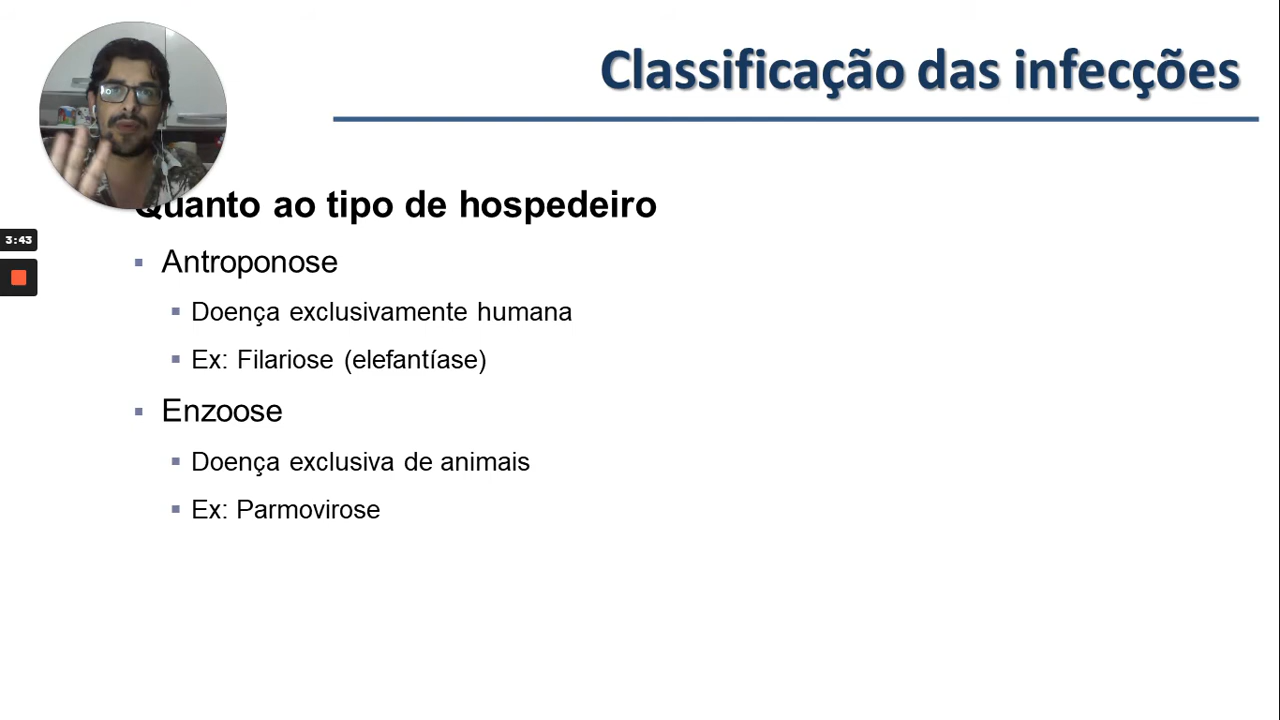 Classificação das infecções
Quanto ao tipo de hospedeiro
3:43
Antroponose
Doença exclusivamente humana
Ex: Filariose (elefantíase)
Enzoose
Doença exclusiva de animais
Ex: Parmovirose